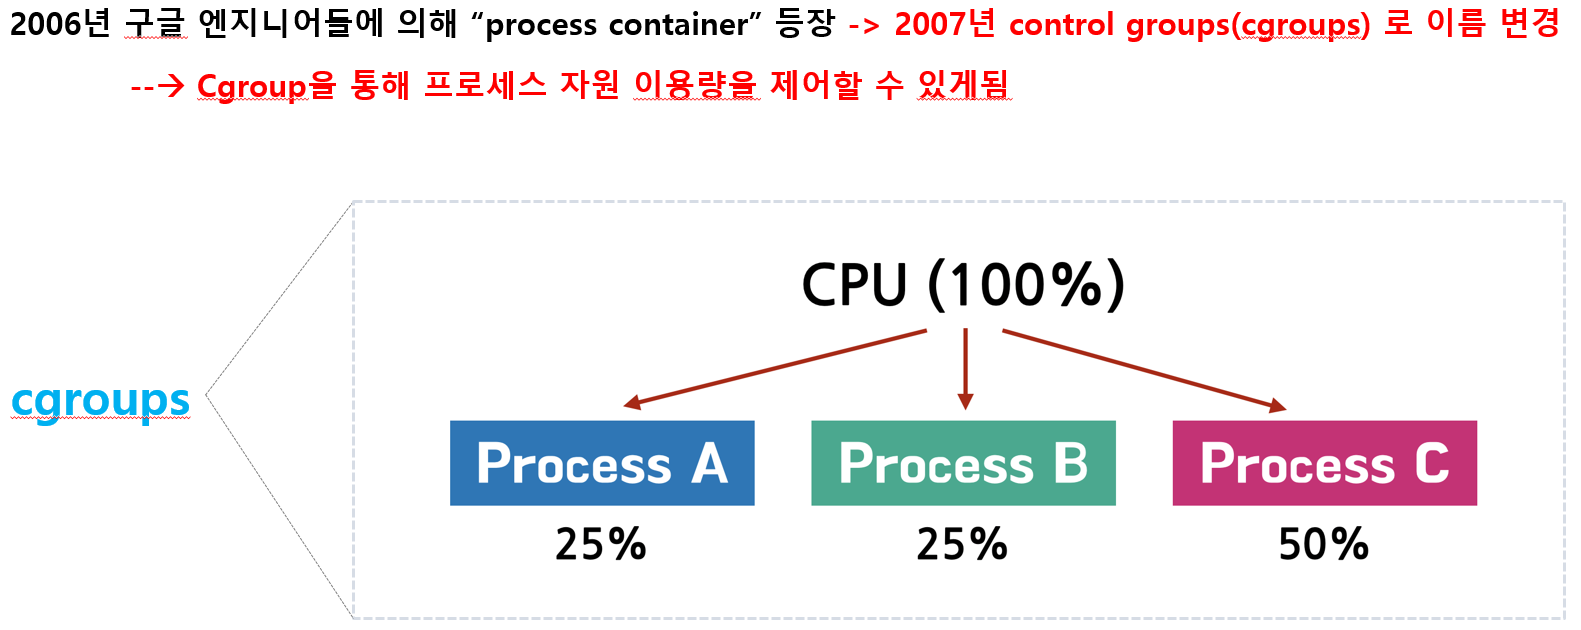 2006년 구글 엔지니어들에 의해 “process container” 등장 -> 2007년 control groups(cgroups) 로 이름 변경
--→ Cgroup을 통해 프로세스 자원 이용량을 제어할 수 있게됨
CPU (100%)
cgroups
Process A
Process B
Process C
25%
25%
50%